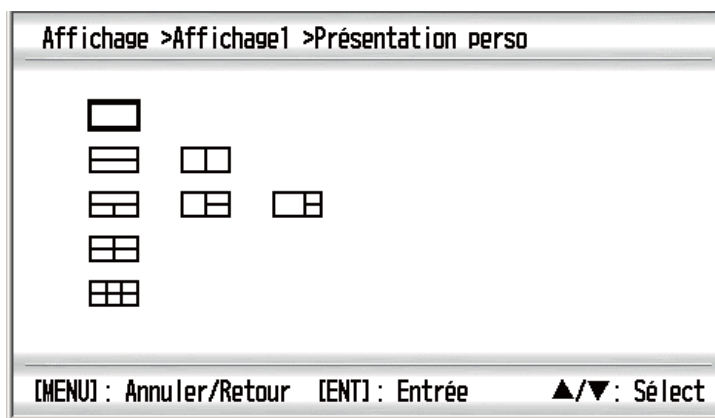 Affichage >Affichage1 >Présentation perso
[MENU] : Annuler/Retour [ENT] : Entrée ▲/▼ : Sélect